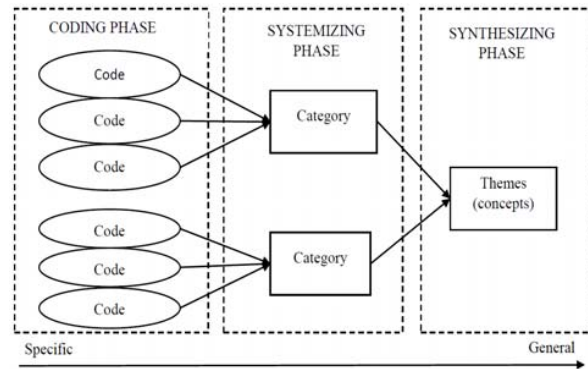 CODING PHASE
Code
Code
Code
Code
Code
Code
SYSTEMIZING
PHASE
Category
Category
SYNTHESIZING
PHASE
Themes
(concepts)
Specific
General